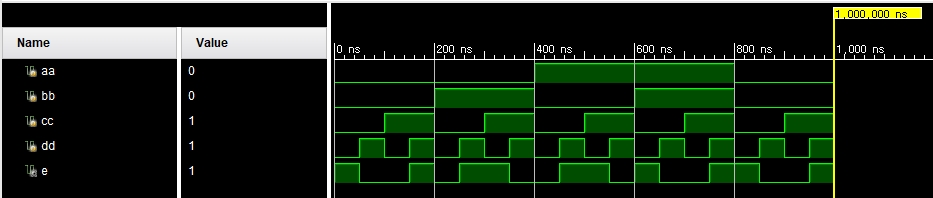 1,000,000 ns
Name Value
0 ns 200 ns 400 ns 600 ns 800 ns 1,000 ns
aa 0
bb 0
cc 1
dd 1
e 1